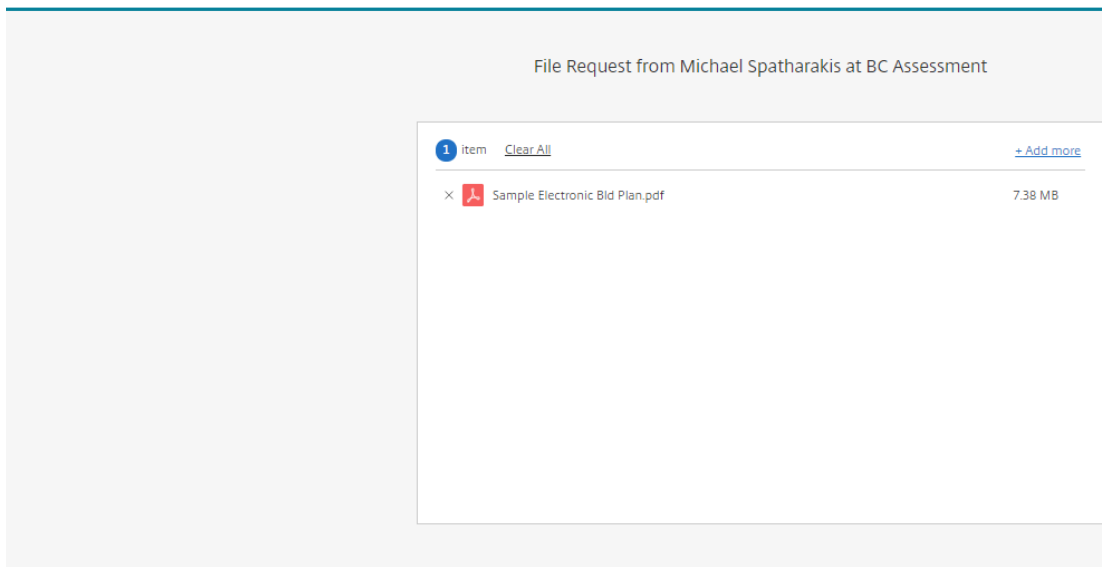 File Request from Michael Spatharakis at BC Assessment
1 item Clear All + Add more
Sample Electronic Bld Plan.pdf 7.38 MB